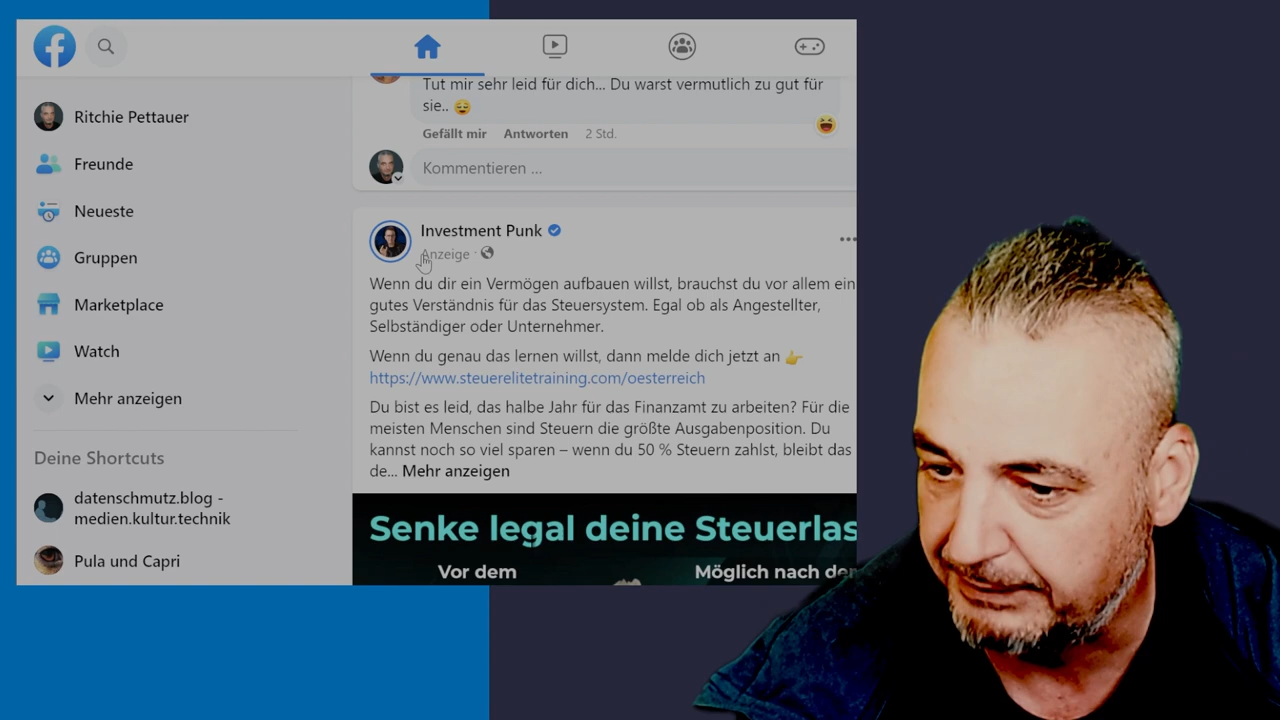 Ritchie Pettauer
Freunde
Neueste
Gruppen
Marketplace
Watch
Mehr anzeigen
Deine Shortcuts
datenschmutz.blog -
medien.kultur.technik
Pula und Capri
Tut mir sehr leid für dich... Du warst vermutlich zu gut für
sie.. 😌
Gefällt mir Antworten 2 Std.
Kommentieren ...
Investment Punk
Anzeige ·
Wenn du dir ein Vermögen aufbauen willst, brauchst du vor allem ein
gutes Verständnis für das Steuersystem. Egal ob als Angestellter,
Selbständiger oder Unternehmer.
Wenn du genau das lernen willst, dann melde dich jetzt an 👉
https://www.steuerelitetraining.com/oesterreich
Du bist es leid, das halbe Jahr für das Finanzamt zu arbeiten? Für die
meisten Menschen sind Steuern die größte Ausgabenposition. Du
kannst noch so viel sparen – wenn du 50 % Steuern zahlst, bleibt das
de... Mehr anzeigen
Senke legal deine Steuerlas
Vor dem
Möglich nach der